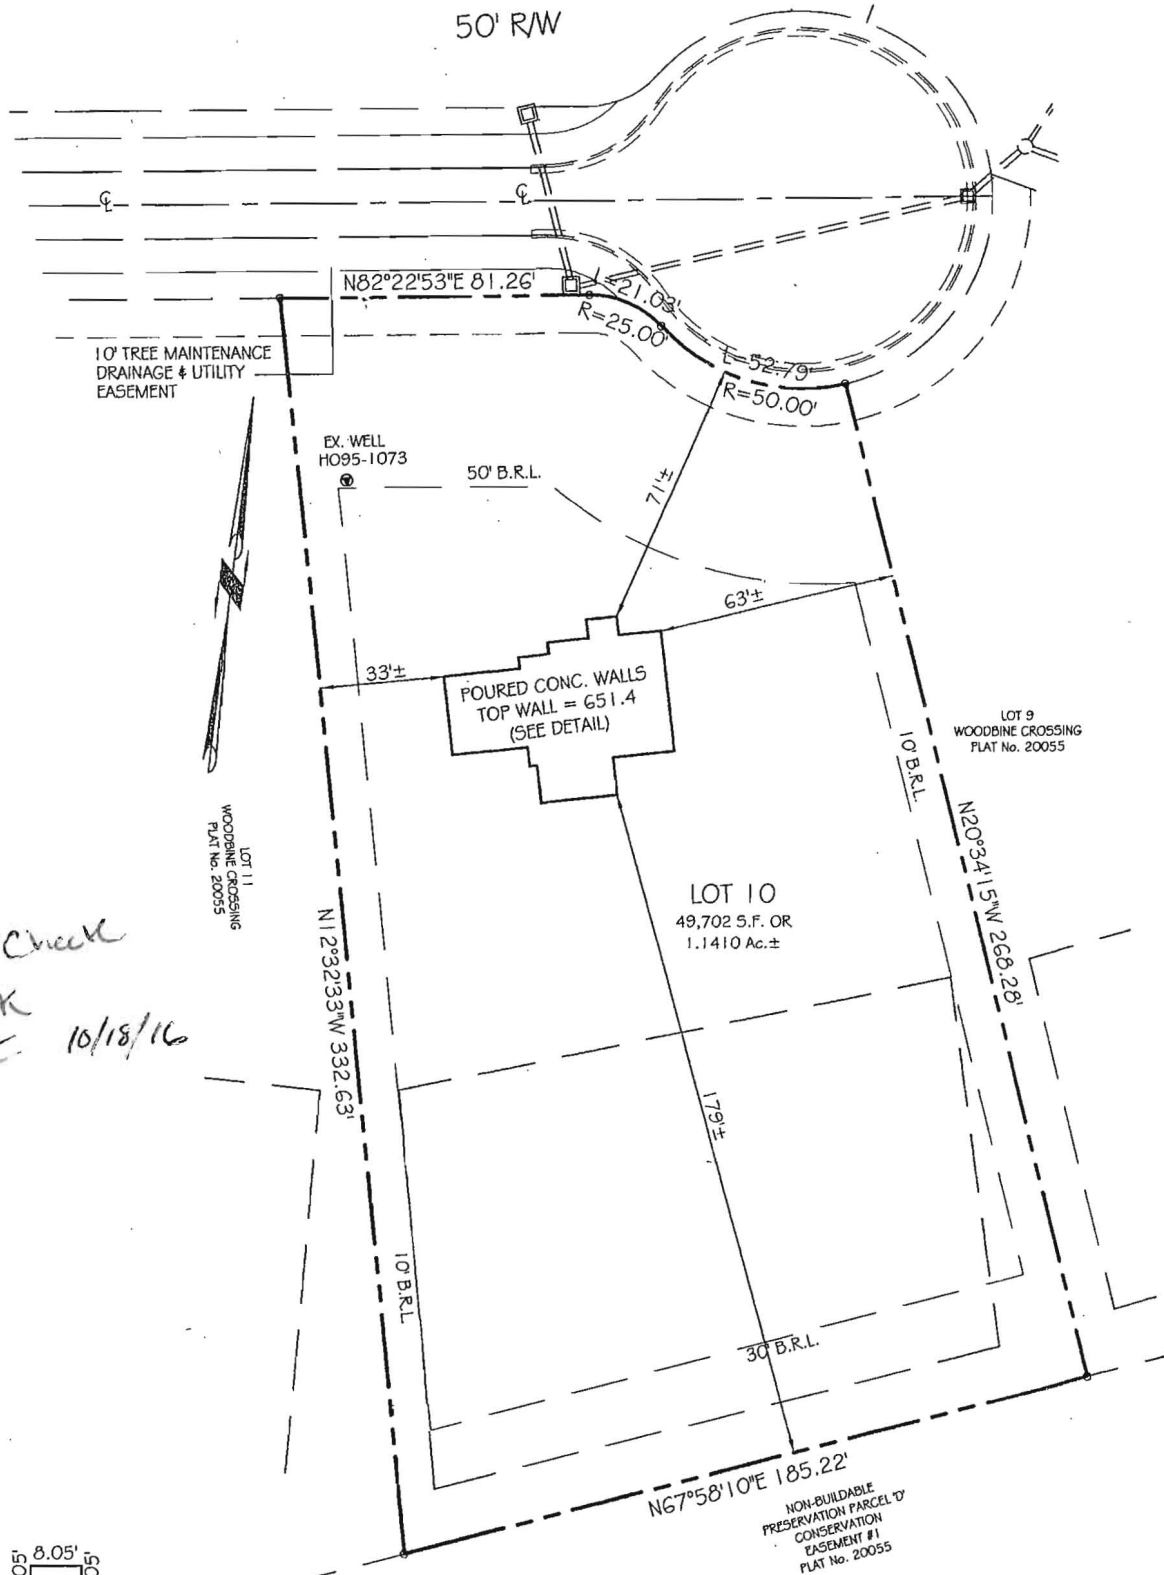 50' R/W
℄
℄
N82°22'53"E 81.26'
L=21.03'
R=25.00'
L=52.79'
R=50.00'
10' TREE MAINTENANCE
DRAINAGE & UTILITY
EASEMENT
EX. WELL
HO95-1073
50' B.R.L.
71'±
63'±
33'±
POURED CONC. WALLS
TOP WALL = 651.4
(SEE DETAIL)
LOT 9
WOODBINE CROSSING
PLAT No. 20055
10' B.R.L.
LOT 11
WOODBINE CROSSING
PLAT No. 20055
N20°34'15"W 268.28'
LOT 10
49,702 S.F. OR
1.1410 Ac.±
Check
10/18/16
N12°32'33"W 332.63'
179'±
10' B.R.L
30' B.R.L.
N67°58'10"E 185.22'
NON-BUILDABLE
PRESERVATION PARCEL 'D'
CONSERVATION
EASEMENT #1
PLAT No. 20055
8.05'
05'
05'